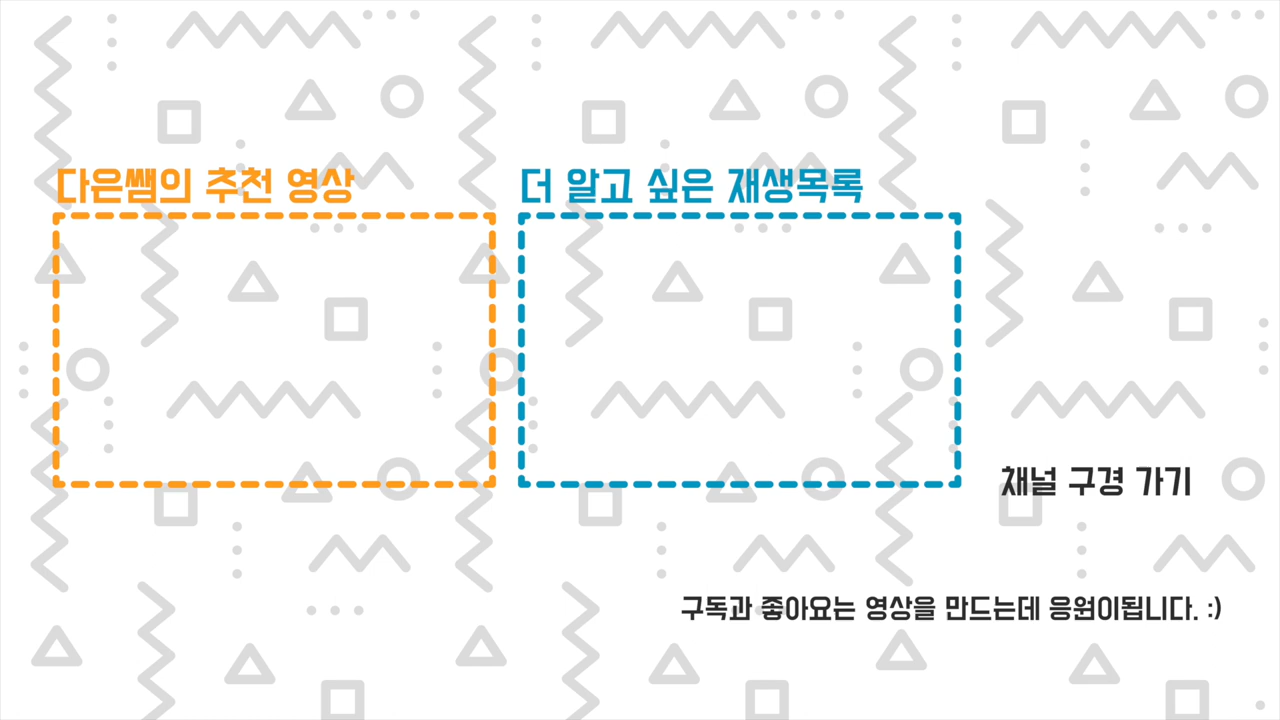 다은쌤의 추천 영상
더 알고 싶은 재생목록
채널 구경 가기
구독과 좋아요는 영상을 만드는데 응원이됩니다. :)